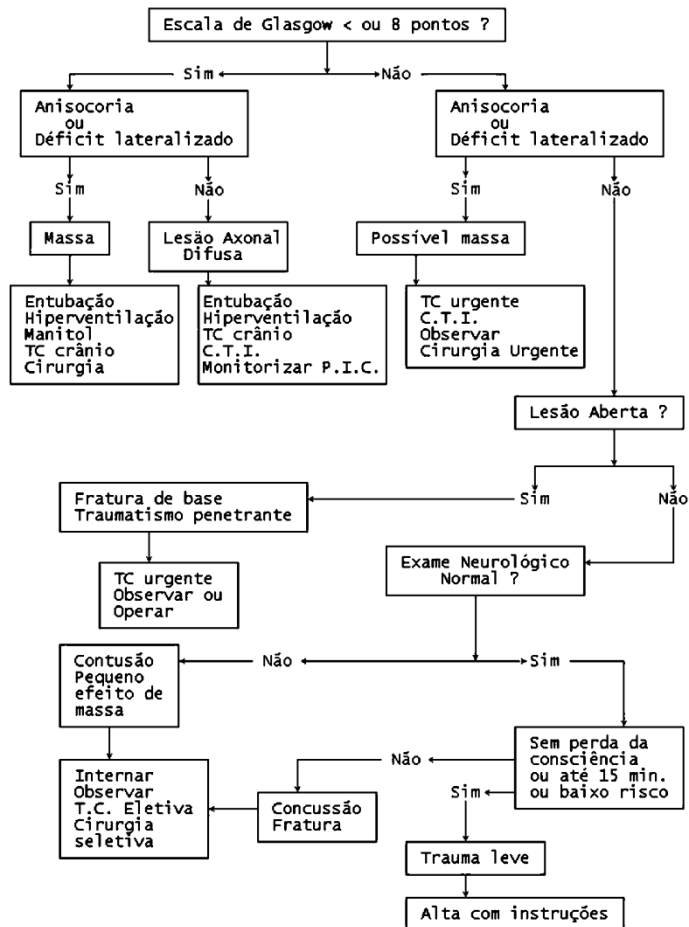 Escala de Glasgow < ou 8 pontos ?
Sim
Não
Anisocoria
ou
Déficit lateralizado
Anisocoria
ou
Déficit lateralizado
Sim
Não
Sim
Não
Massa
Lesão Axonal
Difusa
Possível massa
Entubação
Hiperventilação
Manitol
TC crânio
Cirurgia
Entubação
Hiperventilação
TC crânio
C.T.I.
Monitorizar P.I.C.
TC urgente
C.T.I.
Observar
Cirurgia Urgente
Lesão Aberta ?
Sim
Não
Fratura de base
Traumatismo penetrante
TC urgente
Observar ou
Operar
Exame Neurológico
Normal ?
Não
Sim
Contusão
Pequeno
efeito de
massa
Sem perda da
consciência
ou até 15 min.
ou baixo risco
Não
Sim
Internar
Observar
T.C. Eletiva
Cirurgia
seletiva
Concussão
Fratura
Trauma leve
Alta com instruções